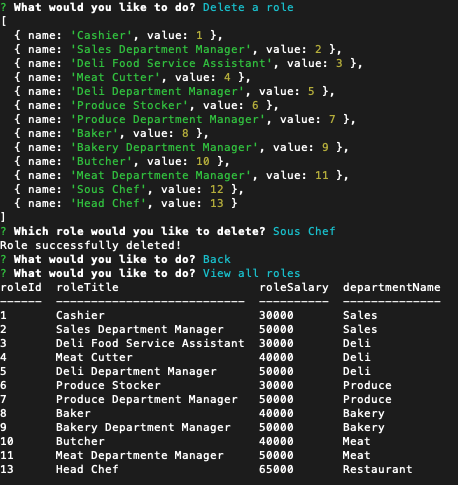 ? What would you like to do? Delete a role
[
  { name: 'Cashier', value: 1 },
  { name: 'Sales Department Manager', value: 2 },
  { name: 'Deli Food Service Assistant', value: 3 },
  { name: 'Meat Cutter', value: 4 },
  { name: 'Deli Department Manager', value: 5 },
  { name: 'Produce Stocker', value: 6 },
  { name: 'Produce Department Manager', value: 7 },
  { name: 'Baker', value: 8 },
  { name: 'Bakery Department Manager', value: 9 },
  { name: 'Butcher', value: 10 },
  { name: 'Meat Departmente Manager', value: 11 },
  { name: 'Sous Chef', value: 12 },
  { name: 'Head Chef', value: 13 }
]
? Which role would you like to delete? Sous Chef
Role successfully deleted!
? What would you like to do? Back
? What would you like to do? View all roles
roleId  roleTitle                    roleSalary  departmentName
------  ---------------------------  ----------  --------------
1       Cashier                      30000       Sales
2       Sales Department Manager     50000       Sales
3       Deli Food Service Assistant  30000       Deli
4       Meat Cutter                  40000       Deli
5       Deli Department Manager      50000       Deli
6       Produce Stocker              30000       Produce
7       Produce Department Manager   50000       Produce
8       Baker                        40000       Bakery
9       Bakery Department Manager    50000       Bakery
10      Butcher                      40000       Meat
11      Meat Departmente Manager     50000       Meat
13      Head Chef                    65000       Restaurant